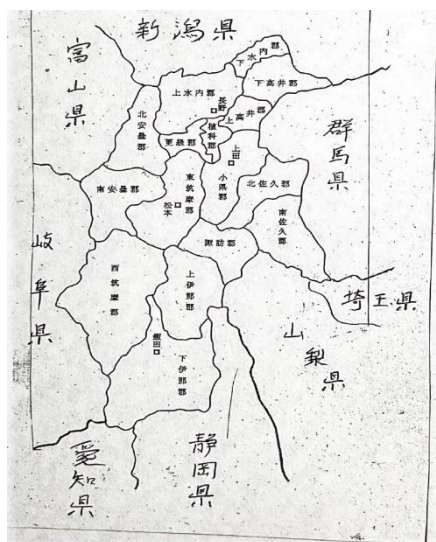 新潟県
富山県
下水内郡
上水内郡
下高井郡
長野
上高井郡
北安曇郡
更級郡
埴科郡
上田
群馬県
南安曇郡
東筑摩郡
松本
小県郡
北佐久郡
南佐久郡
諏訪郡
岐阜県
西筑摩郡
上伊那郡
埼玉県
山梨県
飯田
下伊那郡
愛知県
静岡県